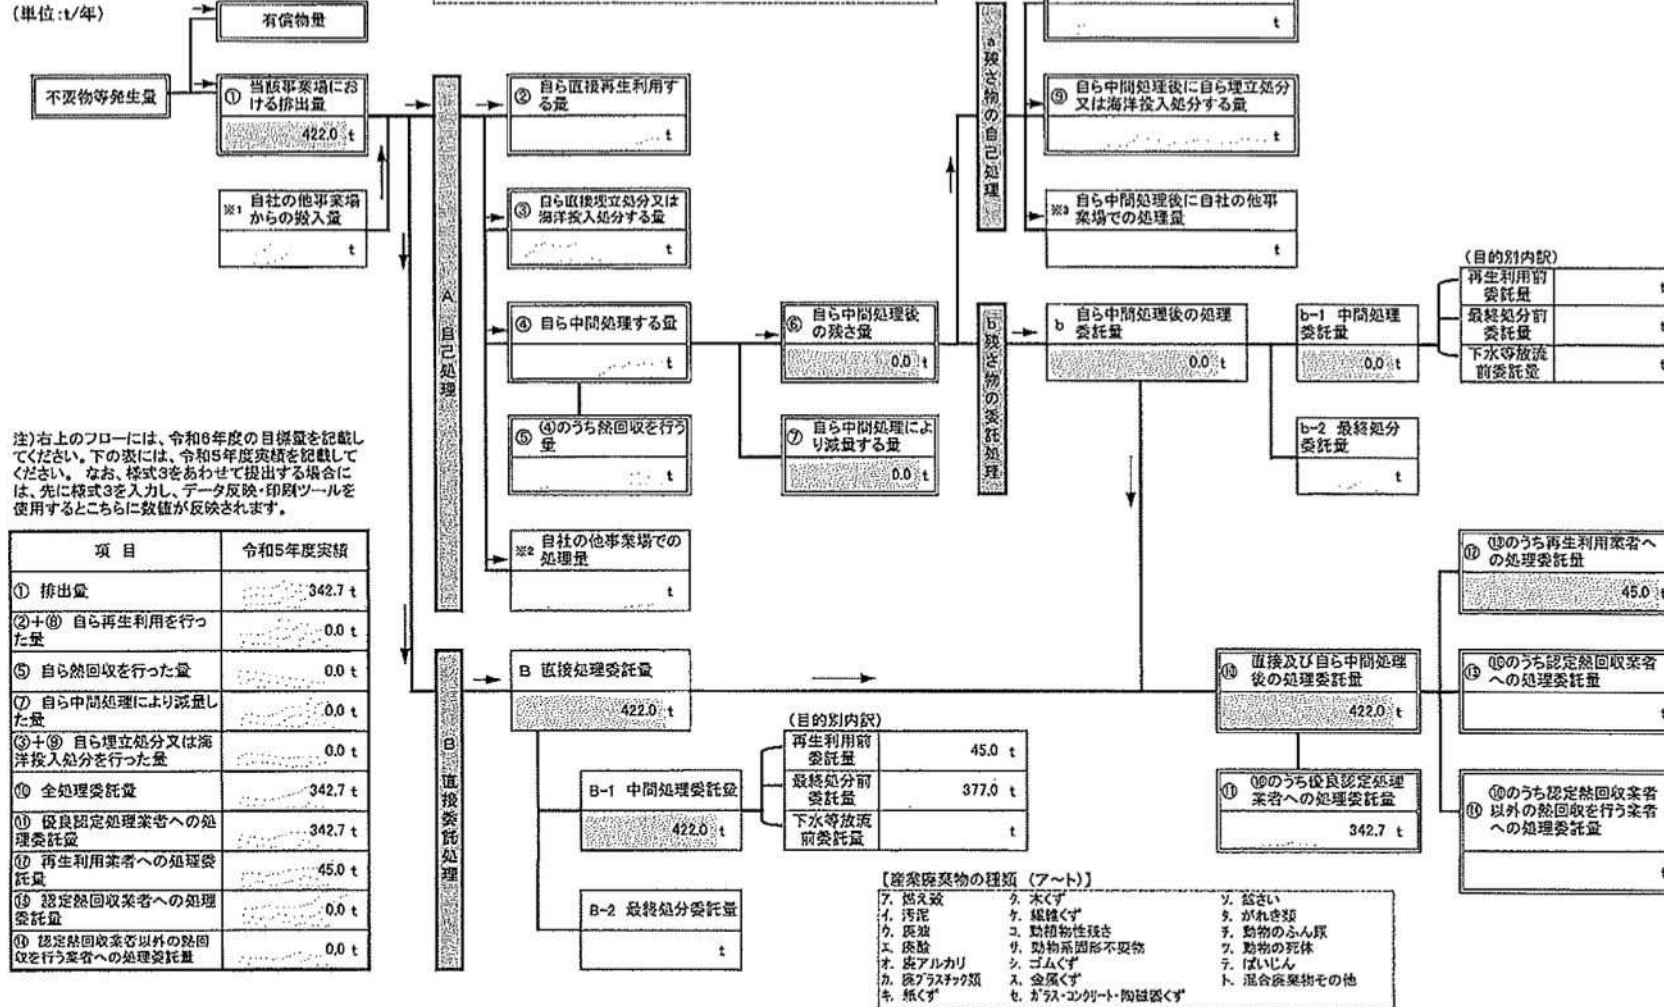 (単位:t/年)
有償物量
不要物等発生量
① 当該事業場にお
ける排出量
422.0 t
※1 自社の他事業場
からの搬入量
t
A 自己処理
② 自ら直接再生利用す
る量
t
③ 自ら直接埋立処分又は
海洋投入処分する量
t
④ 自ら中間処理する量
t
⑤ ④のうち熱回収を行う
量
t
※2 自社の他事業場での
処理量
t
⑥ 自ら中間処理後
の残さ量
0.0 t
⑦ 自ら中間処理によ
り減量する量
0.0 t
a 残さ物の自己処理
t
⑨ 自ら中間処理後に自ら埋立処分
又は海洋投入処分する量
t
※3 自ら中間処理後に自社の他事
業場での処理量
t
b 残さ物の委託処理
b 自ら中間処理後の処理
委託量
0.0 t
b-1 中間処理
委託量
0.0 t
b-2 最終処分
委託量
t
(目的別内訳)
再生利用前
委託量
t
最終処分前
委託量
t
下水等放流
前委託量
t
注)右上のフローには、令和6年度の目標量を記載し
てください。下の表には、令和5年度実績を記載して
ください。 なお、様式3をあわせて提出する場合に
は、先に様式3を入力し、データ反映・印刷ツールを
使用するとこちらに数値が反映されます。
項 目 令和5年度実績
① 排出量 342.7 t
②+⑧ 自ら再生利用を行っ
た量 0.0 t
⑤ 自ら熱回収を行った量 0.0 t
⑦ 自ら中間処理により減量し
た量 0.0 t
③+⑨ 自ら埋立処分又は海
洋投入処分を行った量 0.0 t
⑩ 全処理委託量 342.7 t
⑪ 優良認定処理業者への処
理委託量 342.7 t
⑫ 再生利用業者への処理委
託量 45.0 t
⑬ 認定熱回収業者への処理
委託量 0.0 t
⑭ 認定熱回収業者以外の熱回
収を行う業者への処理委託量 0.0 t
B 直接委託処理
B 直接処理委託量
422.0 t
B-1 中間処理委託量
422.0 t
B-2 最終処分委託量
t
(目的別内訳)
再生利用前
委託量
45.0 t
最終処分前
委託量
377.0 t
下水等放流
前委託量
t
⑩ 直接及び自ら中間処理
後の処理委託量
422.0 t
⑪ ⑩のうち優良認定処理
業者への処理委託量
342.7 t
⑫ ⑩のうち再生利用業者へ
の処理委託量
45.0 t
⑬ ⑩のうち認定熱回収業者
への処理委託量
t
⑭ ⑩のうち認定熱回収業者
以外の熱回収を行う業者
への処理委託量
t
【産業廃棄物の種類 (ア~ト)】
ア. 燃え殻 ク. 木くず ソ. 鉱さい
イ. 汚泥 ケ. 繊維くず タ. がれき類
ウ. 廃油 コ. 動植物性残さ チ. 動物のふん尿
エ. 廃酸 サ. 動物系固形不要物 ツ. 動物の死体
オ. 廃アルカリ シ. ゴムくず テ. ばいじん
カ. 廃プラスチック類 ス. 金属くず ト. 混合廃棄物その他
キ. 紙くず セ. ガラス・コンクリート・陶磁器くず